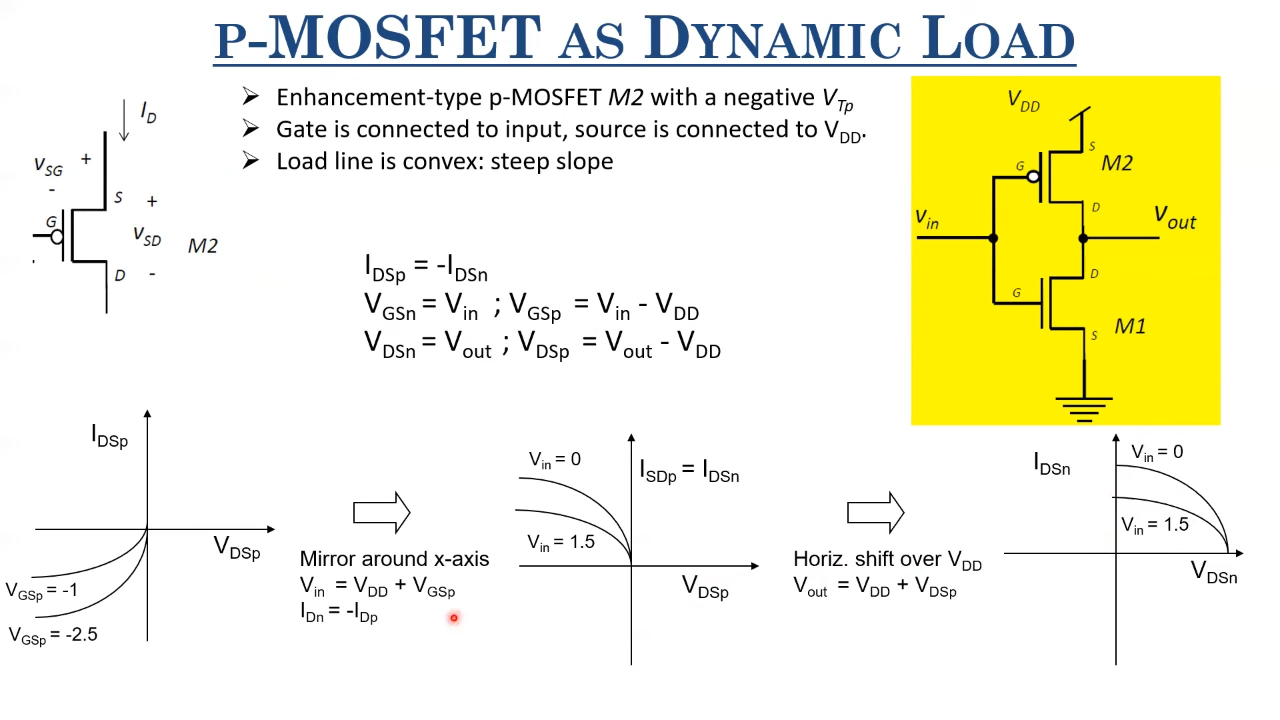 P-MOSFET AS DYNAMIC LOAD
➢ Enhancement-type p-MOSFET M2 with a negative V_Tp
➢ Gate is connected to input, source is connected to V_DD.
➢ Load line is convex: steep slope
I_D
v_SG +
-
S +
G
v_SD
M2
D -
V_DD
S
G
M2
D
v_in
v_out
D
G
M1
S
I_DSp = -I_DSn
V_GSn = V_in ; V_GSp = V_in - V_DD
V_DSn = V_out ; V_DSp = V_out - V_DD
I_DSp
V_DSp
V_GSp = -1
V_GSp = -2.5
Mirror around x-axis
V_in = V_DD + V_GSp
I_Dn = -I_Dp
V_in = 0
I_SDp = I_DSn
V_in = 1.5
V_DSp
Horiz. shift over V_DD
V_out = V_DD + V_DSp
I_DSn
V_in = 0
V_in = 1.5
V_DSn